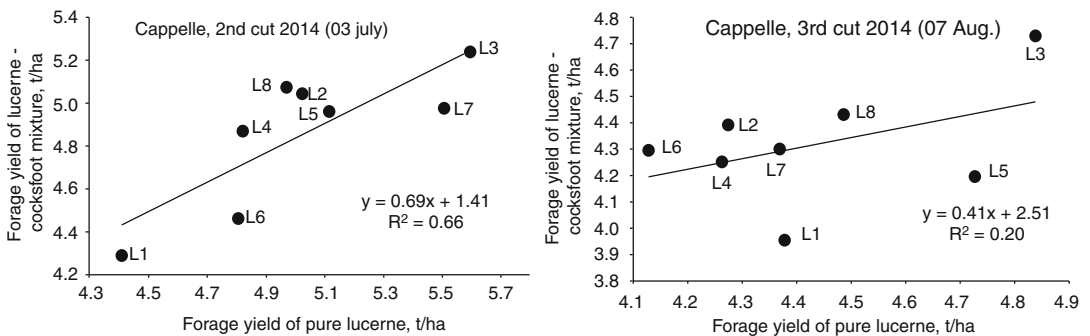 Forage yield of lucerne -
cocksfoot mixture, t/ha
5.4
5.2
5.0
4.8
4.6
4.4
4.2
Cappelle, 2nd cut 2014 (03 july)
L3
L8
L2
L5
L7
L4
L6
L1
y = 0.69x + 1.41
R² = 0.66
4.3 4.5 4.7 4.9 5.1 5.3 5.5 5.7
Forage yield of pure lucerne, t/ha
Forage yield of lucerne -
cocksfoot mixture, t/ha
4.8
4.7
4.6
4.5
4.4
4.3
4.2
4.1
4.0
3.9
3.8
Cappelle, 3rd cut 2014 (07 Aug.)
L3
L8
L2
L6
L4
L7
L5
L1
y = 0.41x + 2.51
R² = 0.20
4.1 4.2 4.3 4.4 4.5 4.6 4.7 4.8 4.9
Forage yield of pure lucerne, t/ha